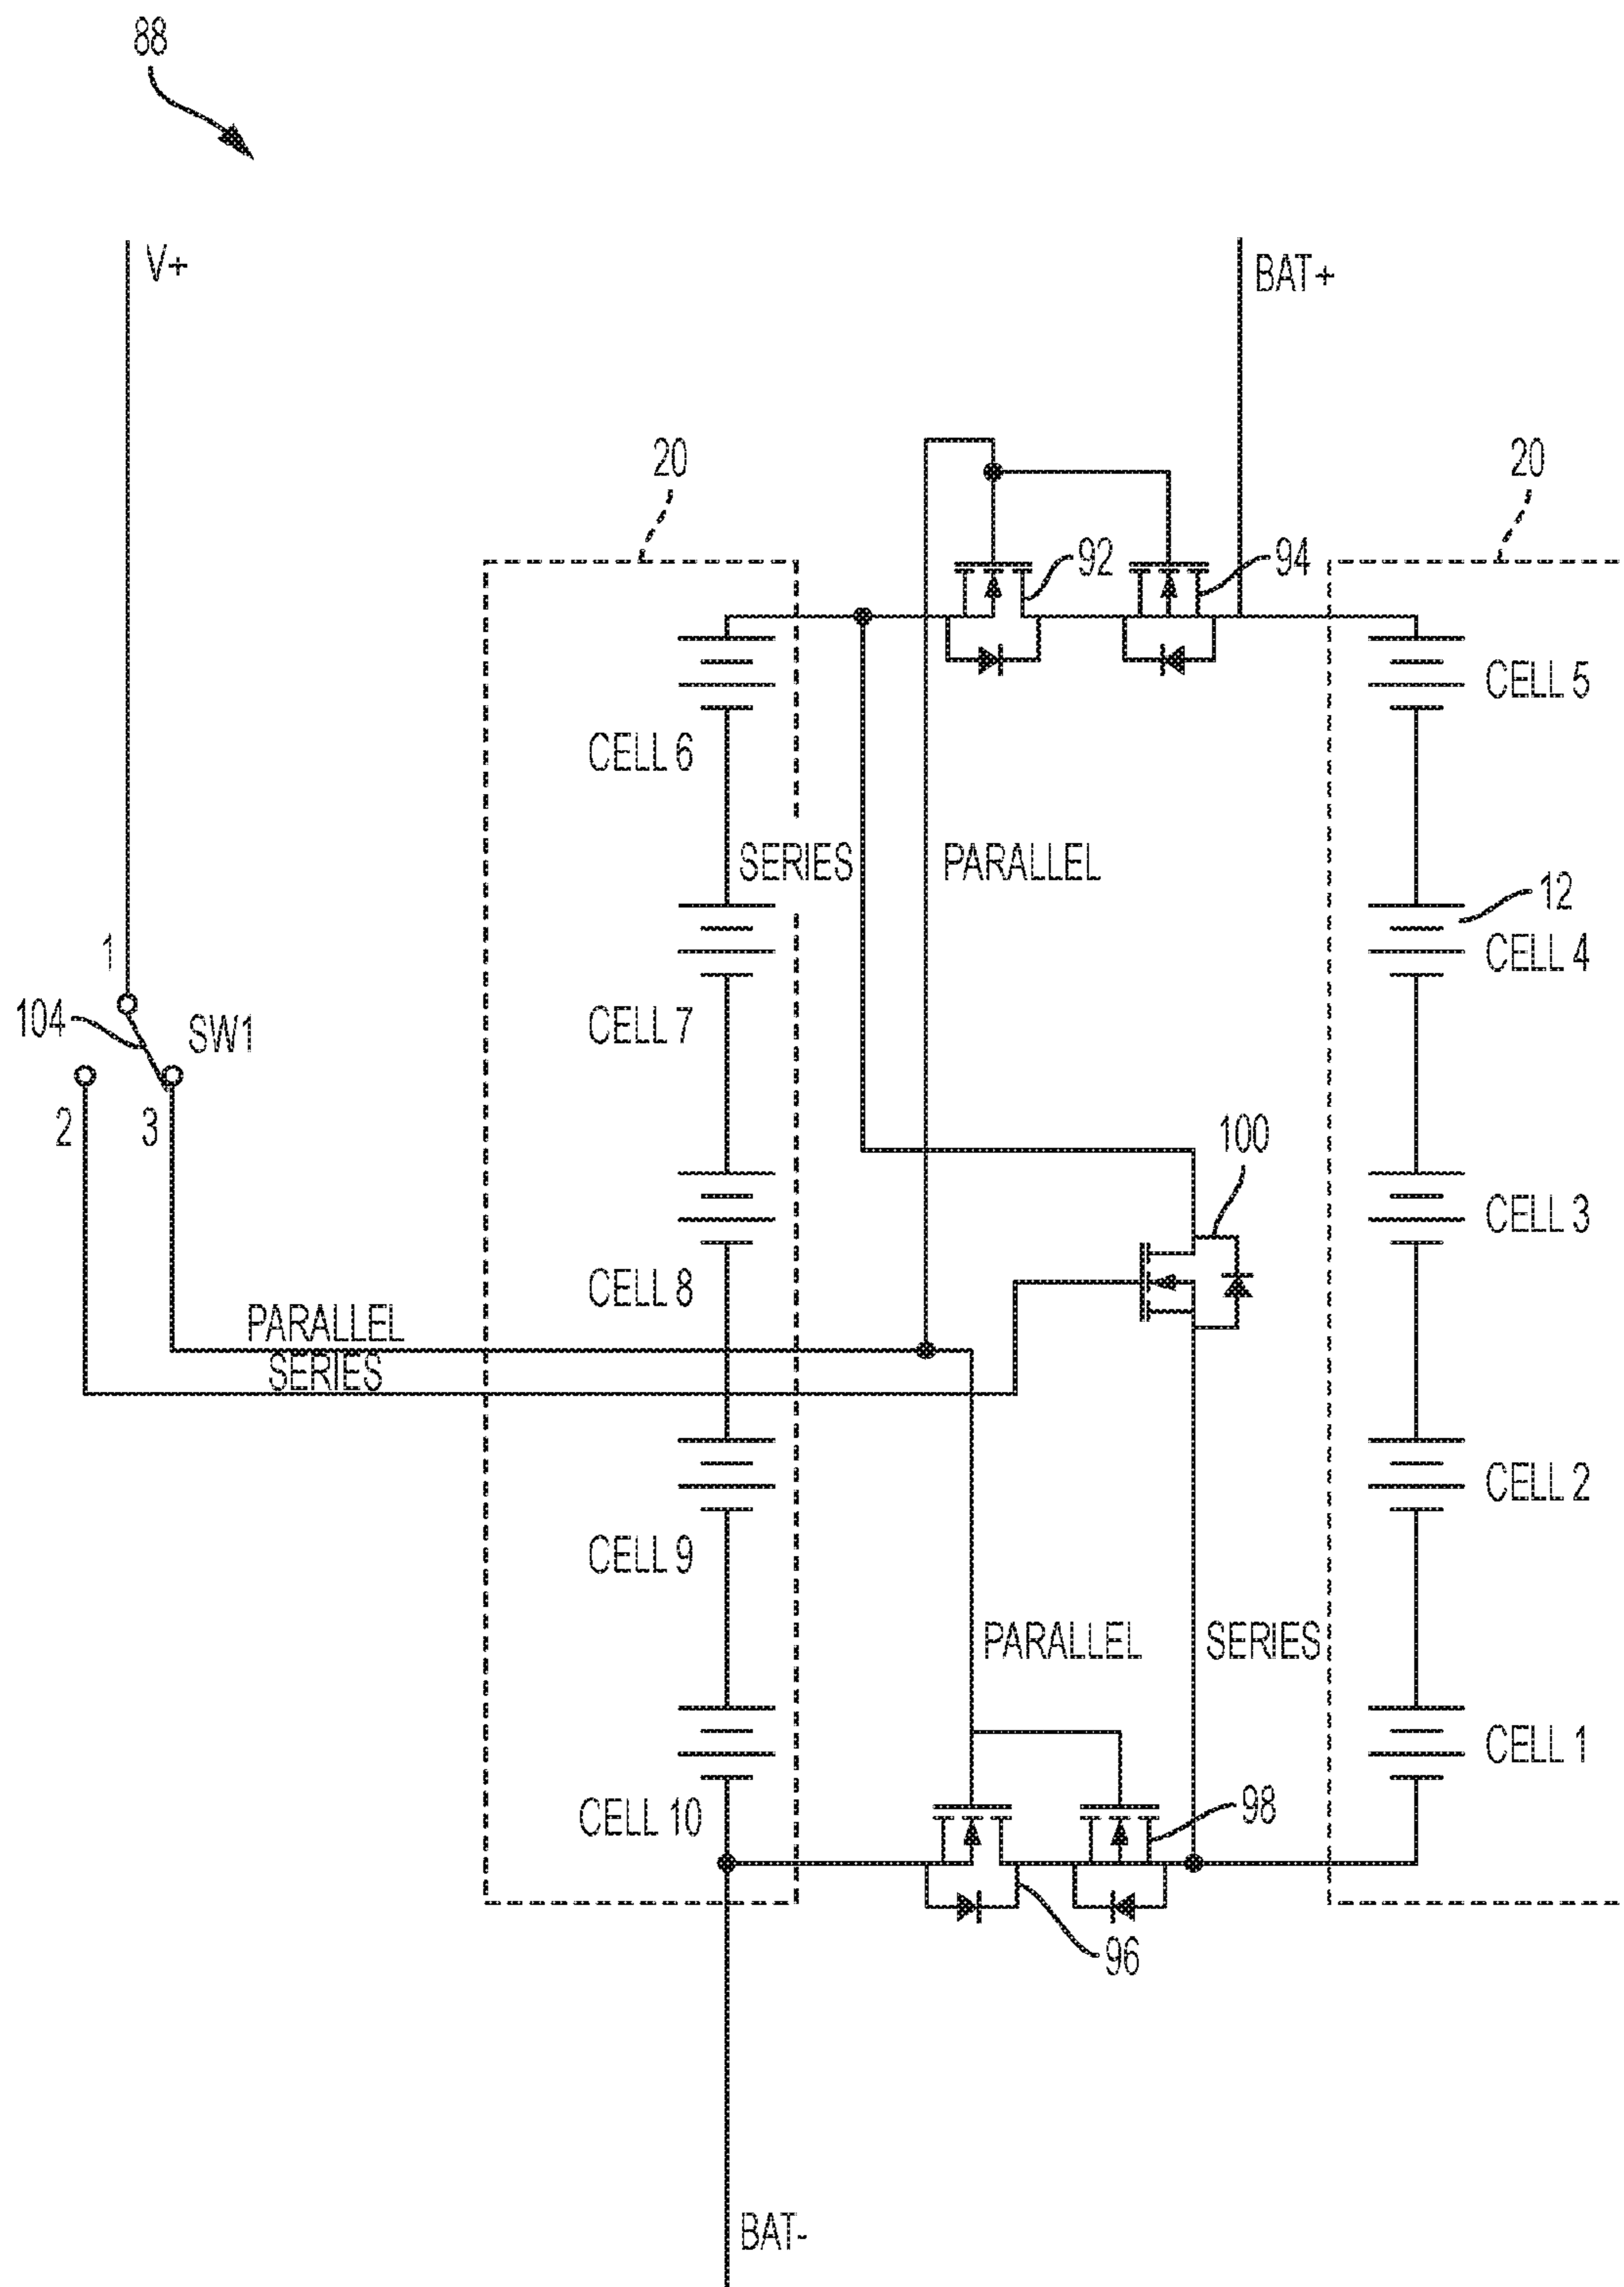 88
V+
BAT+
20
20
92
94
CELL 5
CELL 6
SERIES
PARALLEL
12
CELL 4
1
104
SW1
CELL 7
2
3
100
CELL 3
CELL 8
PARALLEL
SERIES
CELL 2
CELL 9
PARALLEL
SERIES
CELL 1
CELL 10
98
96
BAT-